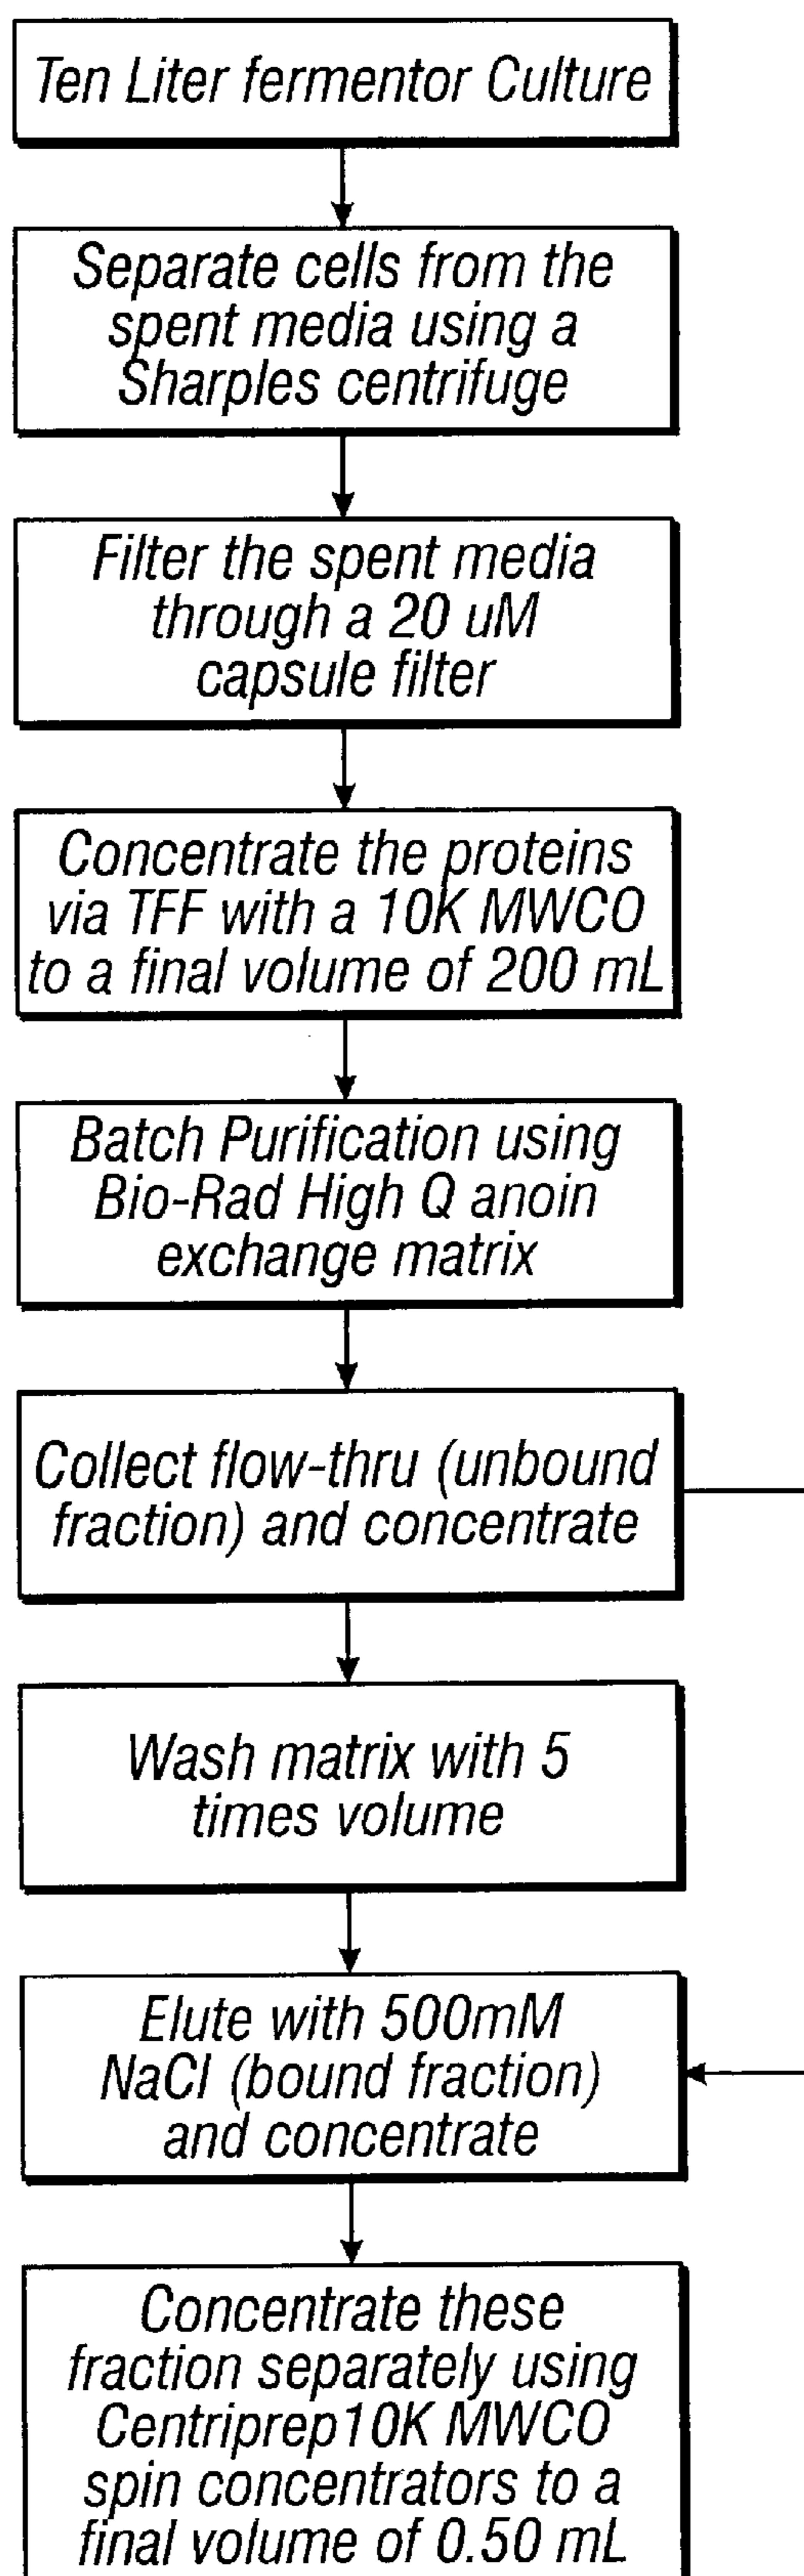 Ten Liter fermentor Culture
Separate cells from the
spent media using a
Sharples centrifuge
Filter the spent media
through a 20 uM
capsule filter
Concentrate the proteins
via TFF with a 10K MWCO
to a final volume of 200 mL
Batch Purification using
Bio-Rad High Q anoin
exchange matrix
Collect flow-thru (unbound
fraction) and concentrate
Wash matrix with 5
times volume
Elute with 500mM
NaCl (bound fraction)
and concentrate
Concentrate these
fraction separately using
Centriprep10K MWCO
spin concentrators to a
final volume of 0.50 mL